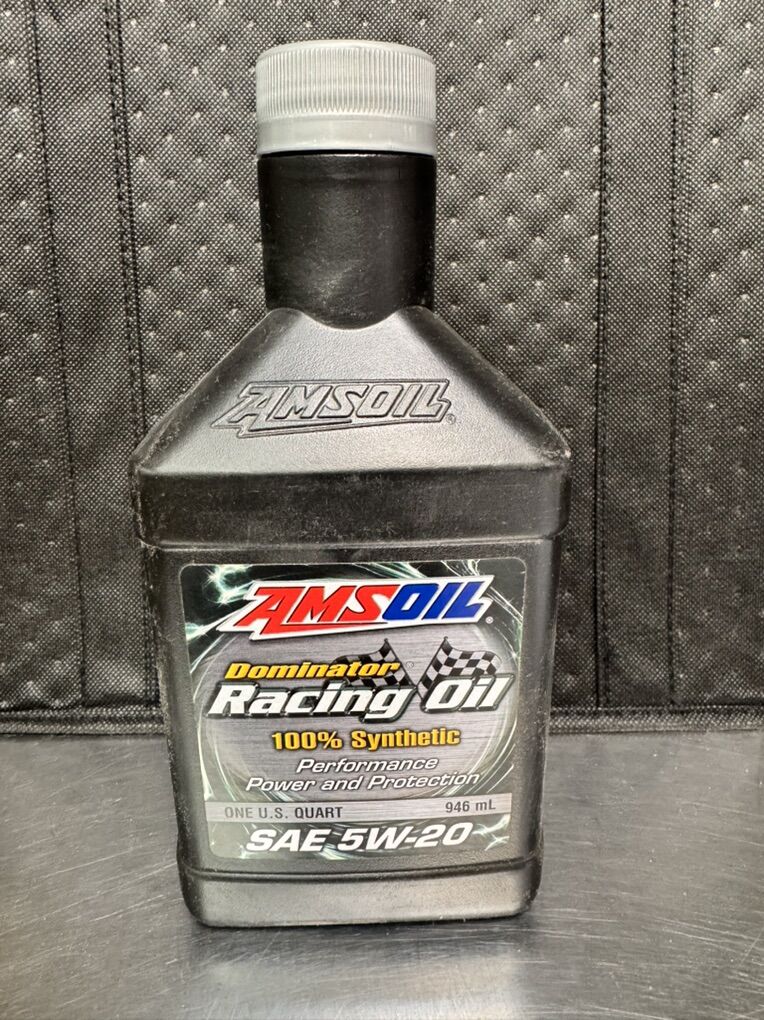 AMSOIL®
AMSOIL®
Dominator®
Racing Oil
100% Synthetic
Performance
Power and Protection
ONE U.S. QUART 946 mL
SAE 5W-20